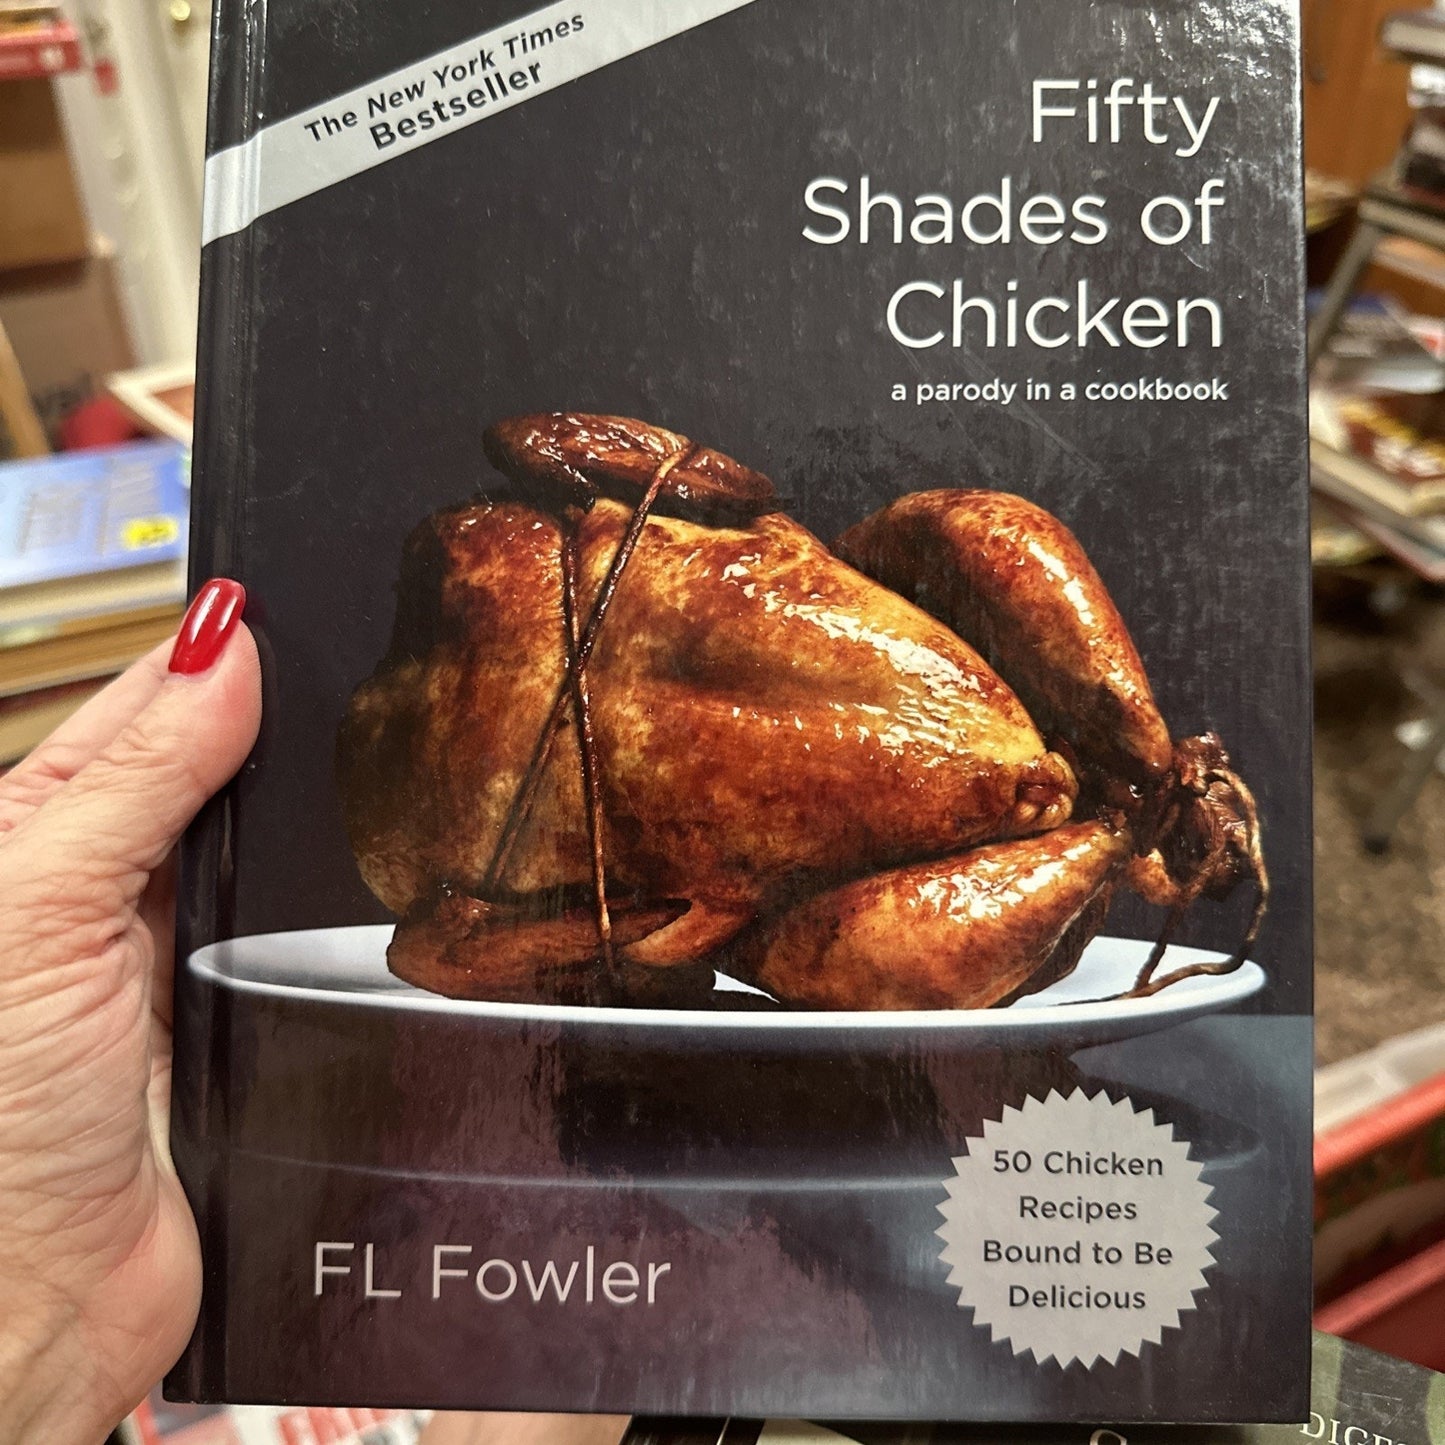 The New York Times
Bestseller
Fifty
Shades of
Chicken
a parody in a cookbook
50 Chicken
Recipes
Bound to Be
Delicious
FL Fowler